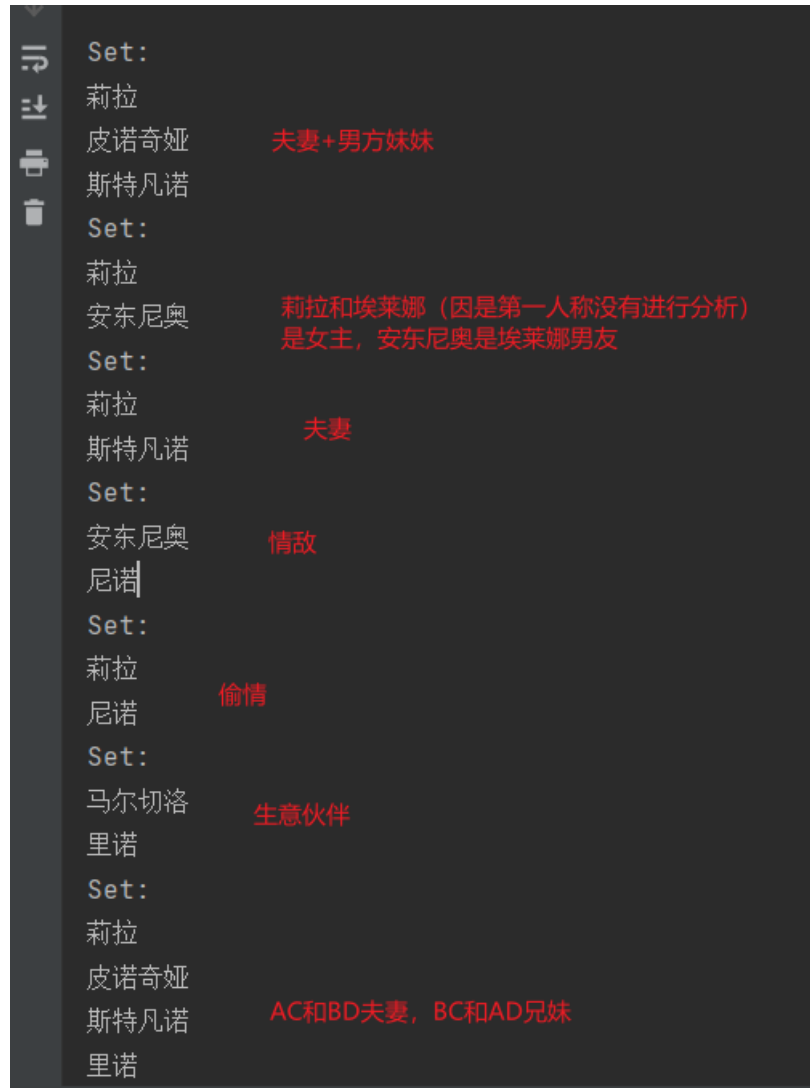 Set:
莉拉
皮诺奇娅 夫妻+男方妹妹
斯特凡诺
Set:
莉拉
安东尼奥 莉拉和埃莱娜（因是第一人称没有进行分析）
是女主，安东尼奥是埃莱娜男友
Set:
莉拉
夫妻
斯特凡诺
Set:
安东尼奥 情敌
尼诺
Set:
莉拉
偷情
尼诺
Set:
马尔切洛 生意伙伴
里诺
Set:
莉拉
皮诺奇娅
斯特凡诺 AC和BD夫妻，BC和AD兄妹
里诺